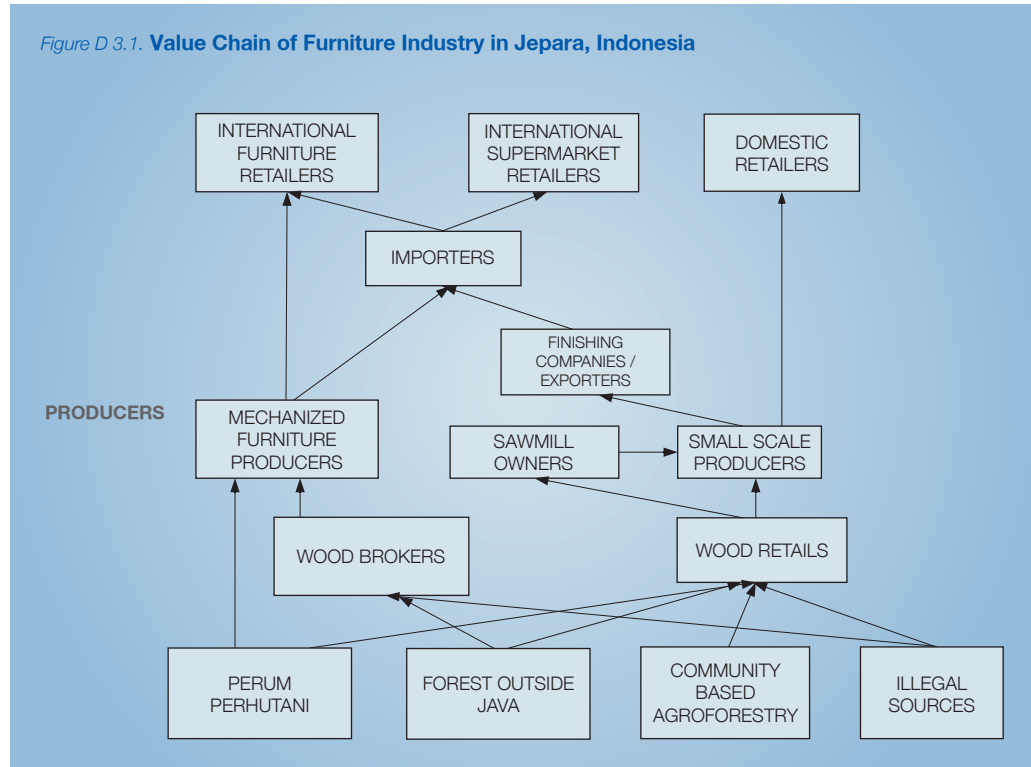 Figure D 3.1. Value Chain of Furniture Industry in Jepara, Indonesia
INTERNATIONAL
FURNITURE
RETAILERS
INTERNATIONAL
SUPERMARKET
RETAILERS
DOMESTIC
RETAILERS
IMPORTERS
FINISHING
COMPANIES /
EXPORTERS
PRODUCERS
MECHANIZED
FURNITURE
PRODUCERS
SAWMILL
OWNERS
SMALL SCALE
PRODUCERS
WOOD BROKERS
WOOD RETAILS
PERUM
PERHUTANI
FOREST OUTSIDE
JAVA
COMMUNITY
BASED
AGROFORESTRY
ILLEGAL
SOURCES